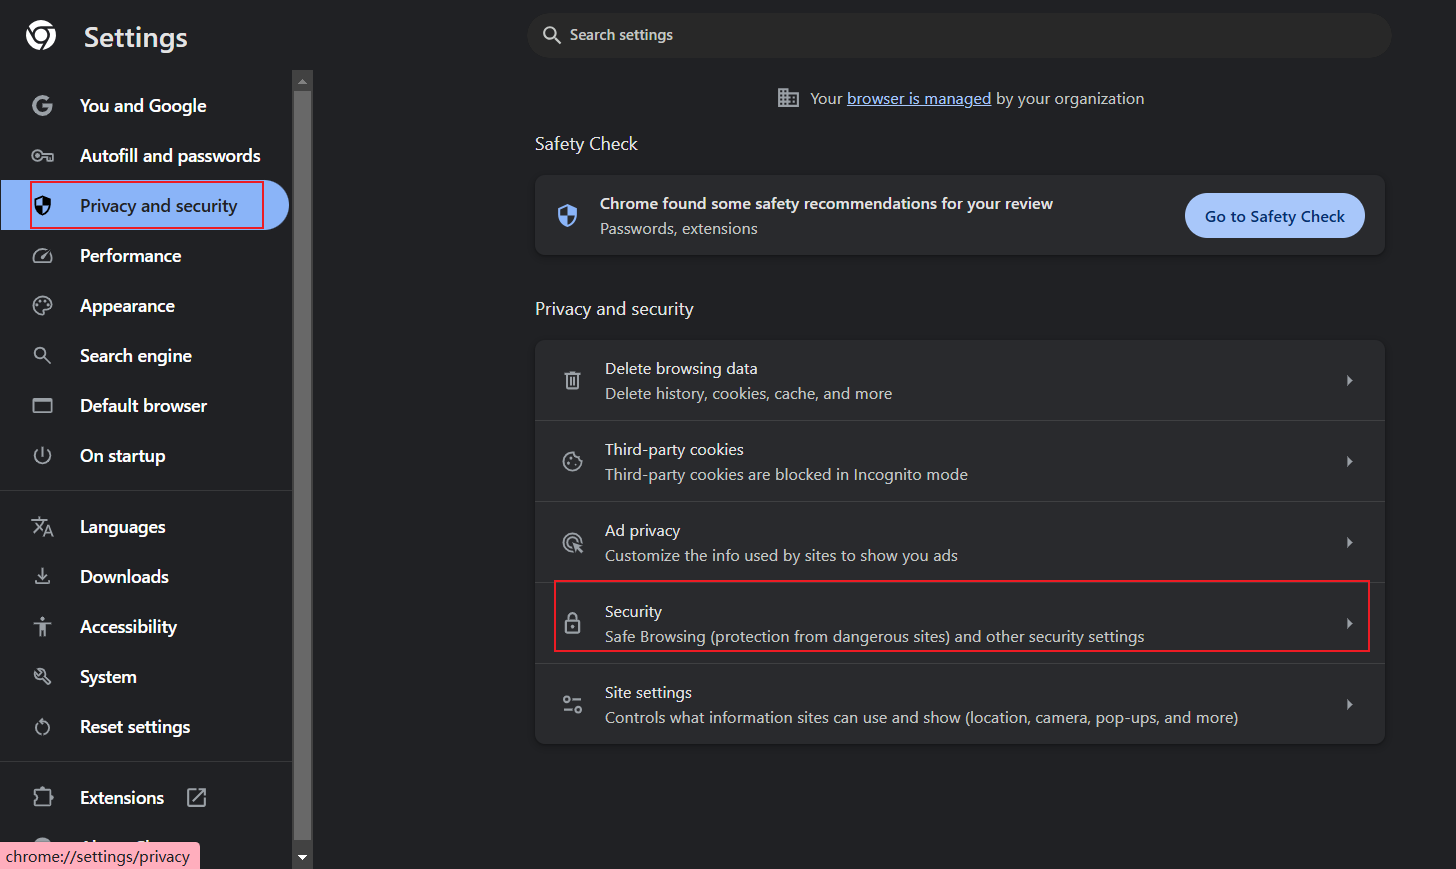 Settings
Search settings
You and Google
Autofill and passwords
Privacy and security
Performance
Appearance
Search engine
Default browser
On startup
Languages
Downloads
Accessibility
System
Reset settings
Extensions
chrome://settings/privacy
Your browser is managed by your organization
Safety Check
Chrome found some safety recommendations for your review
Passwords, extensions
Go to Safety Check
Privacy and security
Delete browsing data
Delete history, cookies, cache, and more
Third-party cookies
Third-party cookies are blocked in Incognito mode
Ad privacy
Customize the info used by sites to show you ads
Security
Safe Browsing (protection from dangerous sites) and other security settings
Site settings
Controls what information sites can use and show (location, camera, pop-ups, and more)